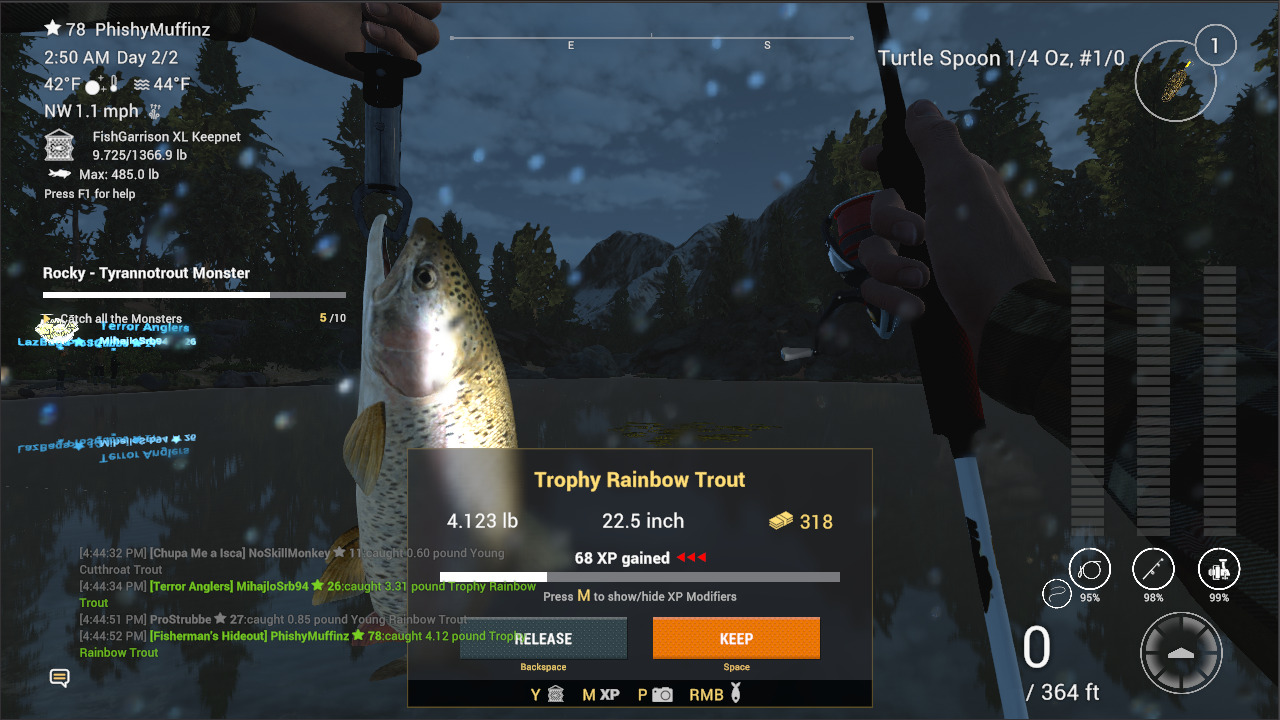 78 PhishyMuffinz
2:50 AM Day 2/2
42°F 44°F
NW 1.1 mph
FishGarrison XL Keepnet
9.725/1366.9 lb
Max: 485.0 lb
Press F1 for help
E S
Turtle Spoon 1/4 Oz, #1/0
1
Rocky - Tyrannotrout Monster
Catch all the Monsters 5 /10
Terror Anglers
MihajloSrb94 26
MihajloSrb94 26
Terror Anglers
[4:44:32 PM] [Chupa Me a Isca] NoSkillMonkey 11:caught 0.60 pound Young
Cutthroat Trout
[4:44:34 PM] [Terror Anglers] MihajloSrb94 26:caught 3.31 pound Trophy Rainbow
Trout
[4:44:51 PM] ProStrubbe 27:caught 0.85 pound Young Rainbow Trout
[4:44:52 PM] [Fisherman's Hideout] PhishyMuffinz 78:caught 4.12 pound Trophy
Rainbow Trout
Trophy Rainbow Trout
4.123 lb 22.5 inch 318
68 XP gained
Press M to show/hide XP Modifiers
RELEASE KEEP
Backspace Space
Y M XP P RMB
95% 98% 99%
0
/ 364 ft